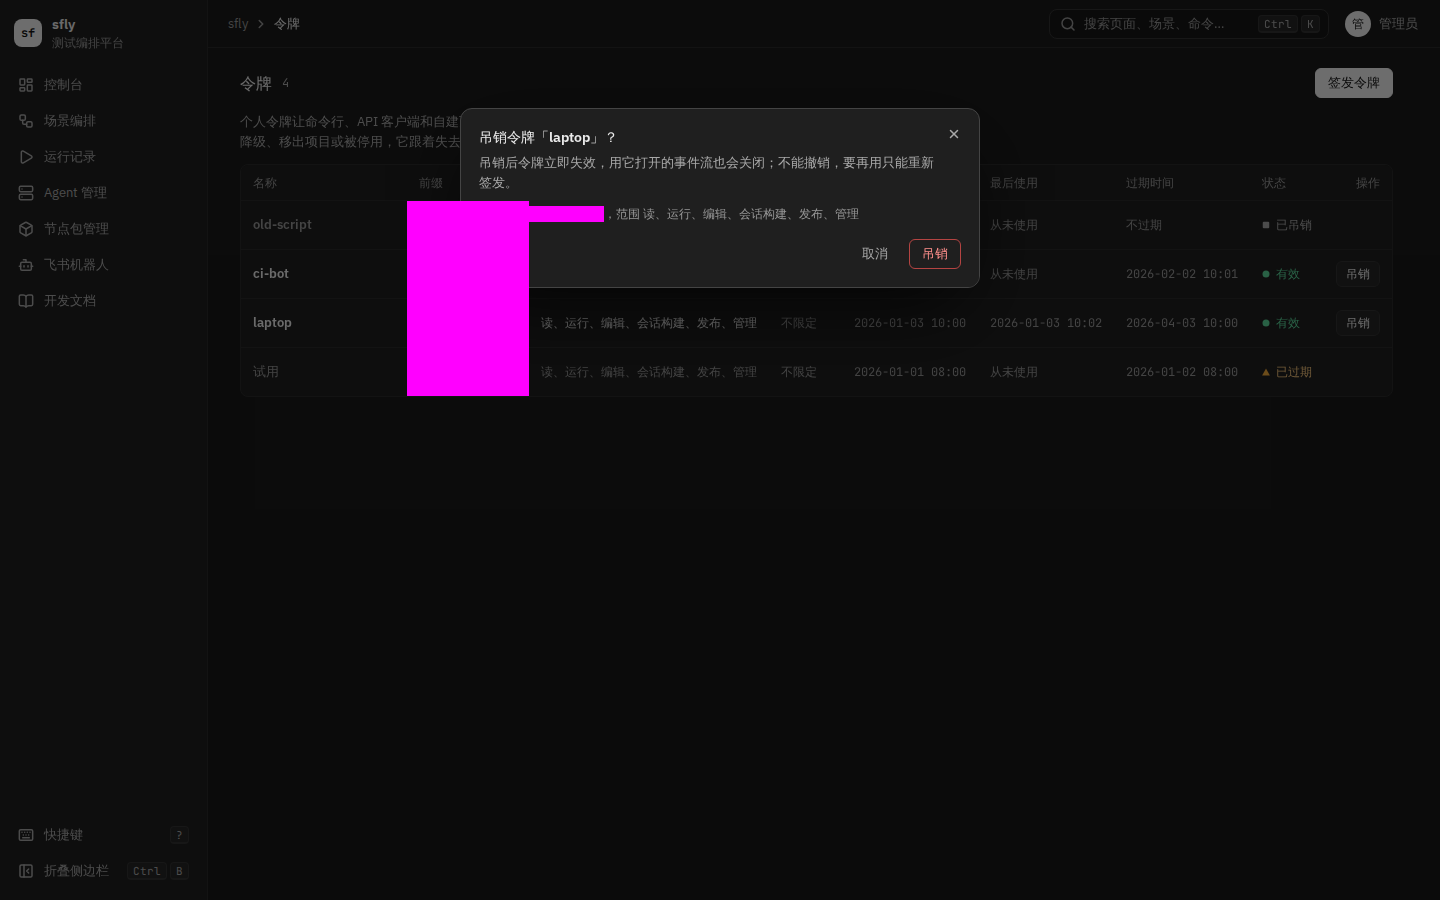 sf
sfly
测试编排平台
控制台
场景编排
运行记录
Agent 管理
节点包管理
飞书机器人
开发文档
快捷键 ?
折叠侧边栏 Ctrl B
sfly 令牌
搜索页面、场景、命令... Ctrl K
管 管理员
令牌 4
签发令牌
个人令牌让命令行、API 客户端和自建
降级、移出项目或被停用，它跟着失去
吊销令牌「laptop」？
吊销后令牌立即失效，用它打开的事件流也会关闭；不能撤销，要再用只能重新
签发。
，范围 读、运行、编辑、会话构建、发布、管理
取消 吊销
名称 前缀 最后使用 过期时间 状态 操作
old-script 从未使用 不过期 已吊销
ci-bot 从未使用 2026-02-02 10:01 有效 吊销
laptop 读、运行、编辑、会话构建、发布、管理 不限定 2026-01-03 10:00 2026-01-03 10:02 2026-04-03 10:00 有效 吊销
试用 读、运行、编辑、会话构建、发布、管理 不限定 2026-01-01 08:00 从未使用 2026-01-02 08:00 已过期